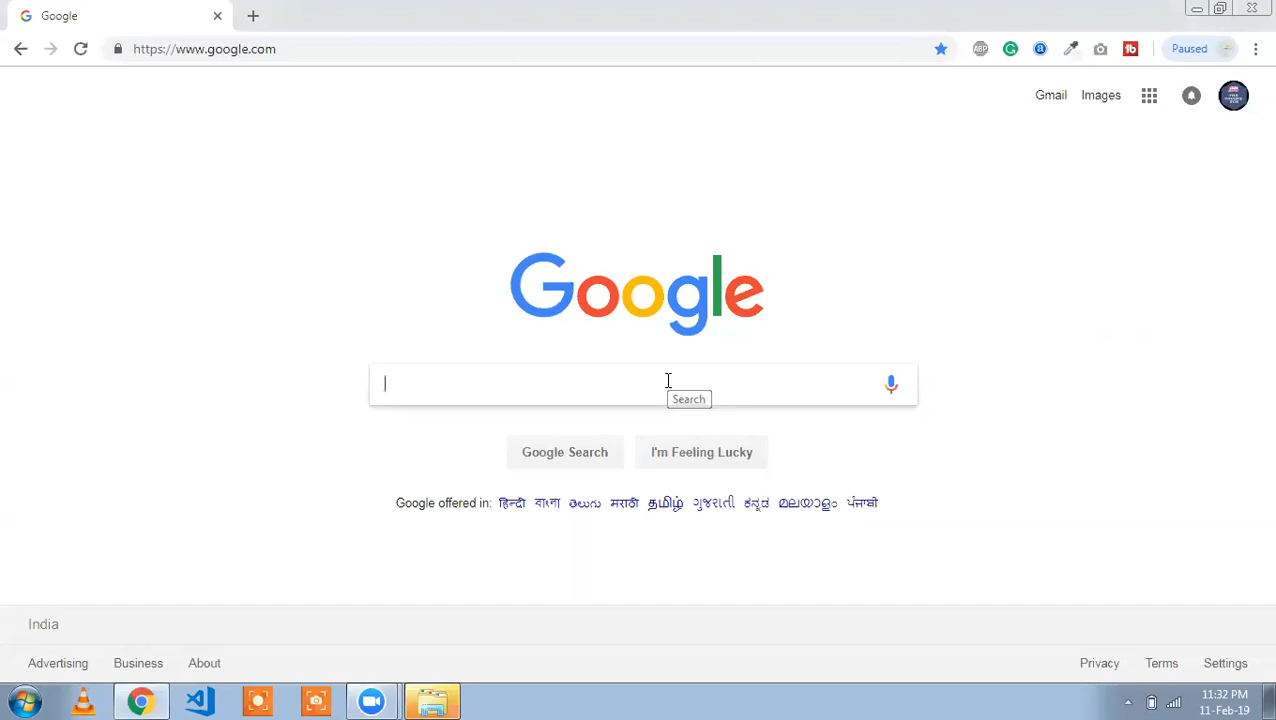 Google
https://www.google.com
ABP
a
Paused
Gmail Images
Google
Search
Google Search I'm Feeling Lucky
Google offered in: हिन्दी বাংলা తెలుగు मराठी தமிழ் ગુજરાતી ಕನ್ನಡ മലയാളം ਪੰਜਾਬੀ
India
Advertising Business About Privacy Terms Settings
11:32 PM
11-Feb-19